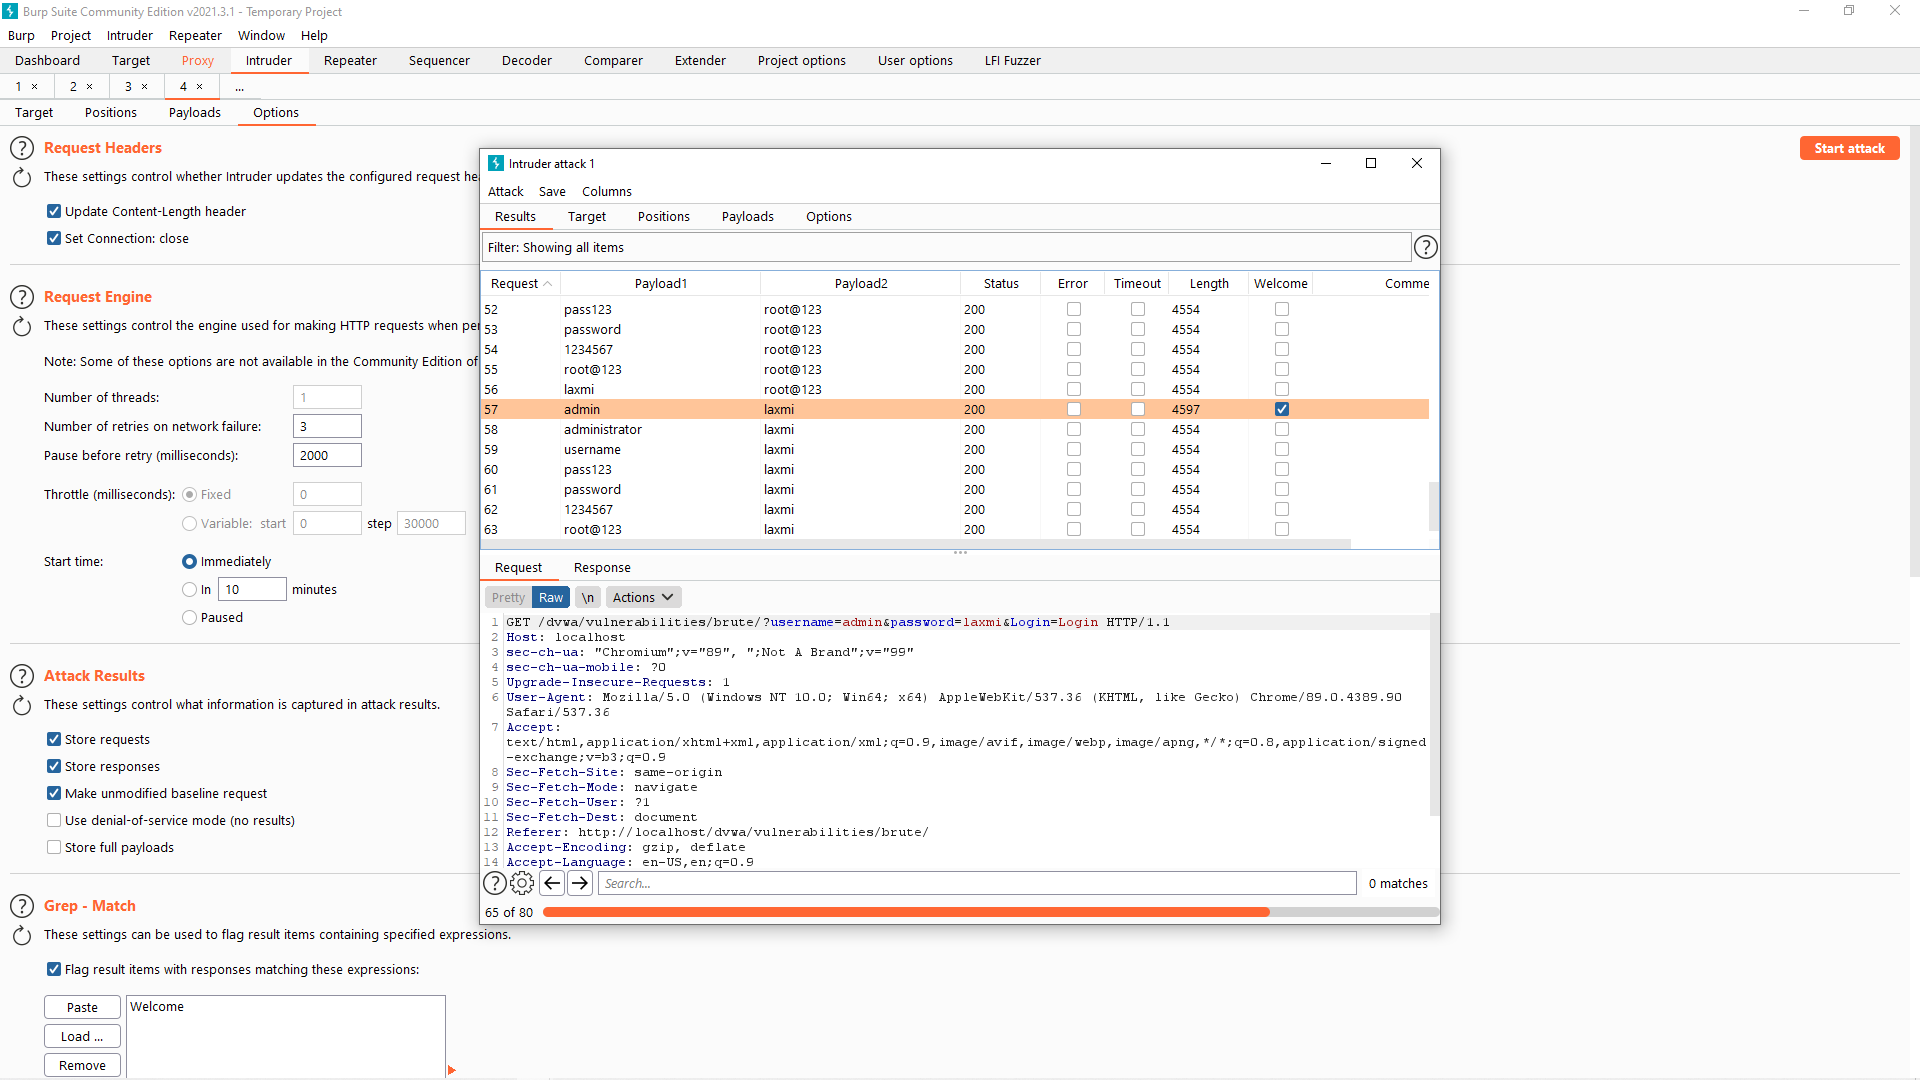 Burp Suite Community Edition v2021.3.1 - Temporary Project
Burp Project Intruder Repeater Window Help
Dashboard Target Proxy Intruder Repeater Sequencer Decoder Comparer Extender Project options User options LFI Fuzzer
1 × 2 × 3 × 4 × ...
Target Positions Payloads Options
? Request Headers
Start attack
These settings control whether Intruder updates the configured request hea
Update Content-Length header
Set Connection: close
? Request Engine
These settings control the engine used for making HTTP requests when per
Note: Some of these options are not available in the Community Edition of
Number of threads: 1
Number of retries on network failure: 3
Pause before retry (milliseconds): 2000
Throttle (milliseconds): Fixed 0
Variable: start 0 step 30000
Start time: Immediately
In 10 minutes
Paused
? Attack Results
These settings control what information is captured in attack results.
Store requests
Store responses
Make unmodified baseline request
Use denial-of-service mode (no results)
Store full payloads
? Grep - Match
These settings can be used to flag result items containing specified expressions.
Flag result items with responses matching these expressions:
Paste
Load ...
Remove
Welcome
Intruder attack 1
Attack Save Columns
Results Target Positions Payloads Options
Filter: Showing all items ?
Request Payload1 Payload2 Status Error Timeout Length Welcome Comme
52 pass123 root@123 200 4554
53 password root@123 200 4554
54 1234567 root@123 200 4554
55 root@123 root@123 200 4554
56 laxmi root@123 200 4554
57 admin laxmi 200 4597
58 administrator laxmi 200 4554
59 username laxmi 200 4554
60 pass123 laxmi 200 4554
61 password laxmi 200 4554
62 1234567 laxmi 200 4554
63 root@123 laxmi 200 4554
Request Response
Pretty Raw \n Actions
1 GET /dvwa/vulnerabilities/brute/?username=admin&password=laxmi&Login=Login HTTP/1.1
2 Host: localhost
3 sec-ch-ua: "Chromium";v="89", ";Not A Brand";v="99"
4 sec-ch-ua-mobile: ?0
5 Upgrade-Insecure-Requests: 1
6 User-Agent: Mozilla/5.0 (Windows NT 10.0; Win64; x64) AppleWebKit/537.36 (KHTML, like Gecko) Chrome/89.0.4389.90
Safari/537.36
7 Accept:
text/html,application/xhtml+xml,application/xml;q=0.9,image/avif,image/webp,image/apng,*/*;q=0.8,application/signed
-exchange;v=b3;q=0.9
8 Sec-Fetch-Site: same-origin
9 Sec-Fetch-Mode: navigate
10 Sec-Fetch-User: ?1
11 Sec-Fetch-Dest: document
12 Referer: http://localhost/dvwa/vulnerabilities/brute/
13 Accept-Encoding: gzip, deflate
14 Accept-Language: en-US,en;q=0.9
? Search... 0 matches
65 of 80